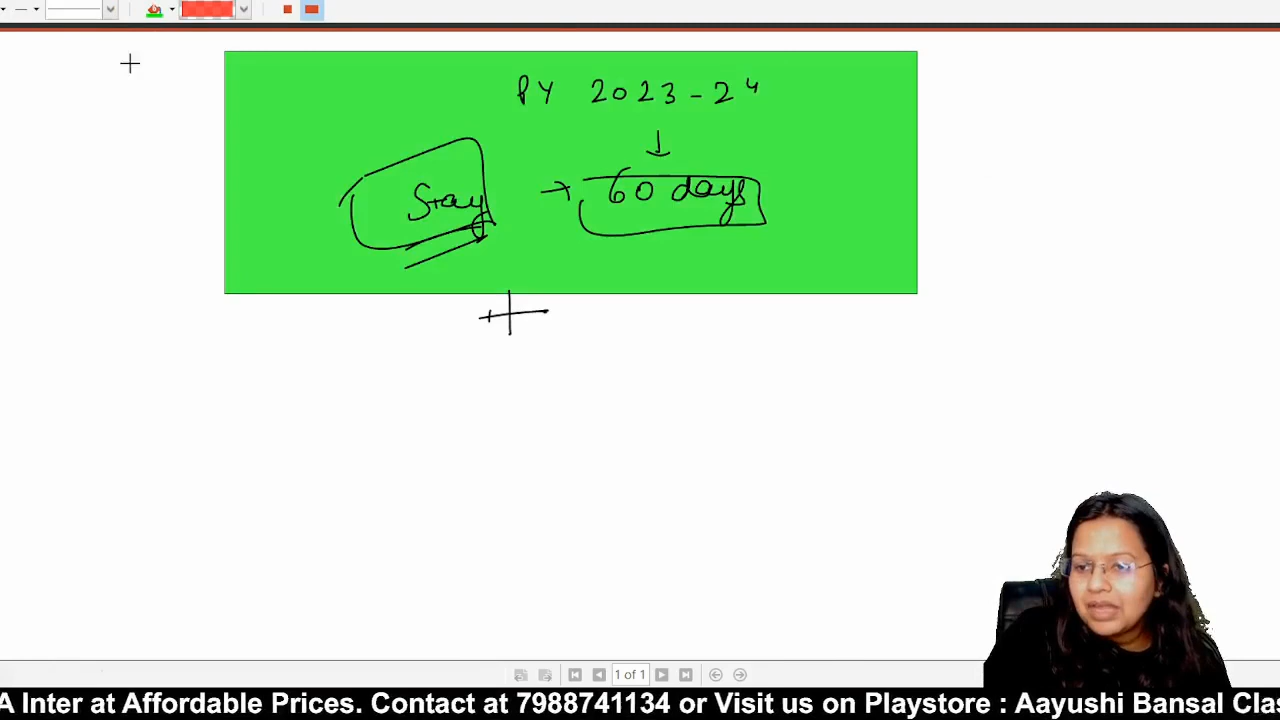 PY 2023-24
Stay → 60 days
1 of 1
A Inter at Affordable Prices. Contact at 7988741134 or Visit us on Playstore : Aayushi Bansal Clas